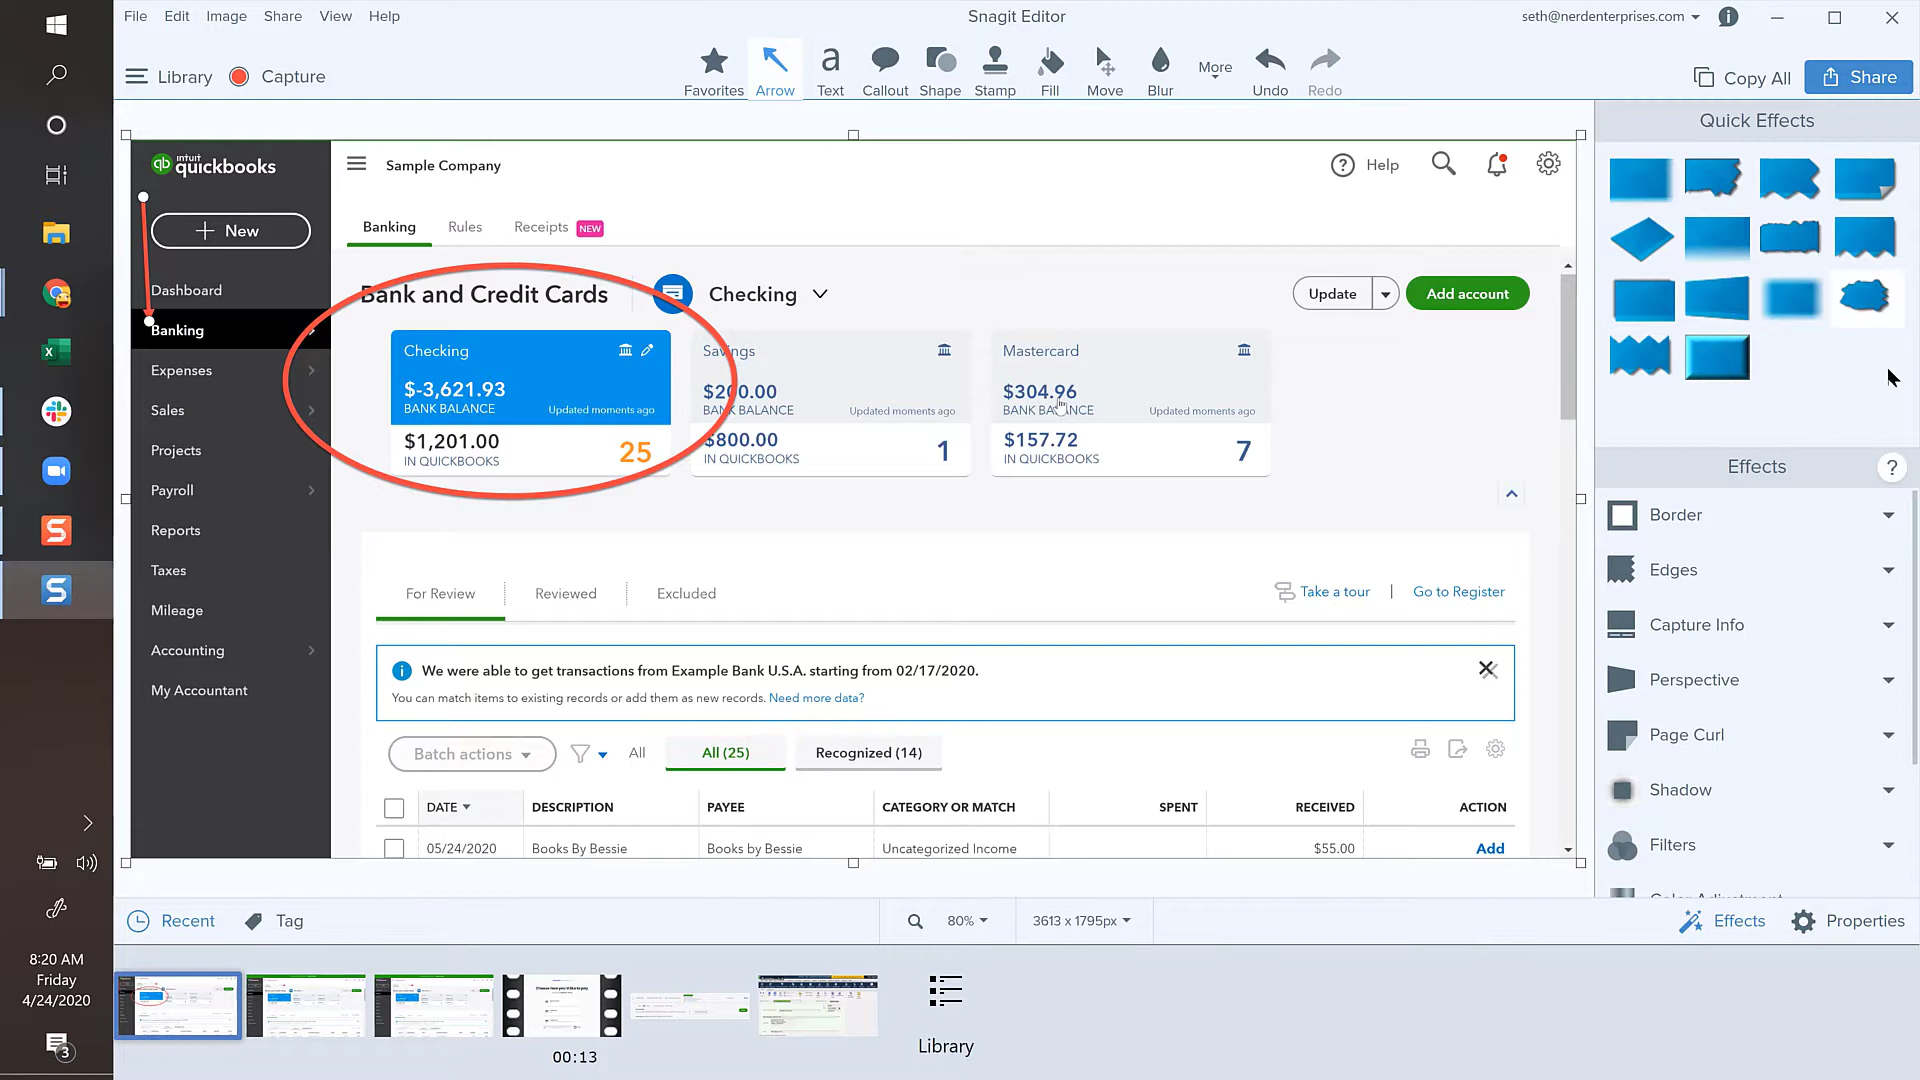 File Edit Image Share View Help
Snagit Editor
seth@nerdenterprises.com
Library Capture
Favorites Arrow Text Callout Shape Stamp Fill Move Blur More Undo Redo
Copy All Share
Quick Effects
intuit
quickbooks
Sample Company
Help
New
Banking Rules Receipts NEW
Dashboard
Banking
Expenses
Sales
Projects
Payroll
Reports
Taxes
Mileage
Accounting
My Accountant
Bank and Credit Cards Checking
Update Add account
Checking
$-3,621.93
BANK BALANCE Updated moments ago
$1,201.00
IN QUICKBOOKS 25
Savings
$200.00
BANK BALANCE Updated moments ago
$800.00
IN QUICKBOOKS 1
Mastercard
$304.96
BANK BALANCE Updated moments ago
$157.72
IN QUICKBOOKS 7
For Review Reviewed Excluded
Take a tour | Go to Register
We were able to get transactions from Example Bank U.S.A. starting from 02/17/2020.
You can match items to existing records or add them as new records. Need more data?
Batch actions All All (25) Recognized (14)
DATE DESCRIPTION PAYEE CATEGORY OR MATCH SPENT RECEIVED ACTION
05/24/2020 Books By Bessie Books by Bessie Uncategorized Income $55.00 Add
Effects ?
Border
Edges
Capture Info
Perspective
Page Curl
Shadow
Filters
Recent Tag
80% 3613 x 1795px
Effects Properties
8:20 AM
Friday
4/24/2020
3
00:13
Library